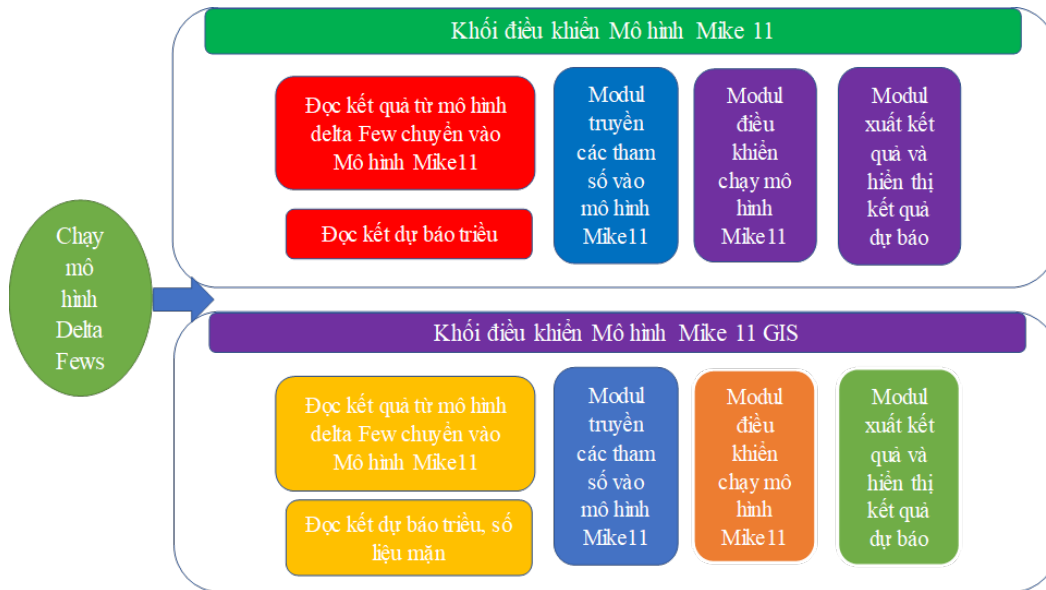 Khối điều khiển Mô hình Mike 11
Đọc kết quả từ mô hình
delta Few chuyển vào
Mô hình Mike11
Đọc kết dự báo triều
Modul
truyền
các tham
số vào
mô hình
Mike11
Modul
điều
khiển
chạy mô
hình
Mike11
Modul
xuất kết
quả và
hiển thị
kết quả
dự báo
Chạy
mô
hình
Delta
Fews
Khối điều khiển Mô hình Mike 11 GIS
Đọc kết quả từ mô hình
delta Few chuyển vào
Mô hình Mike11
Đọc kết dự báo triều, số
liệu mặn
Modul
truyền
các tham
số vào
mô hình
Mike11
Modul
điều
khiển
chạy mô
hình
Mike11
Modul
xuất kết
quả và
hiển thị
kết quả
dự báo